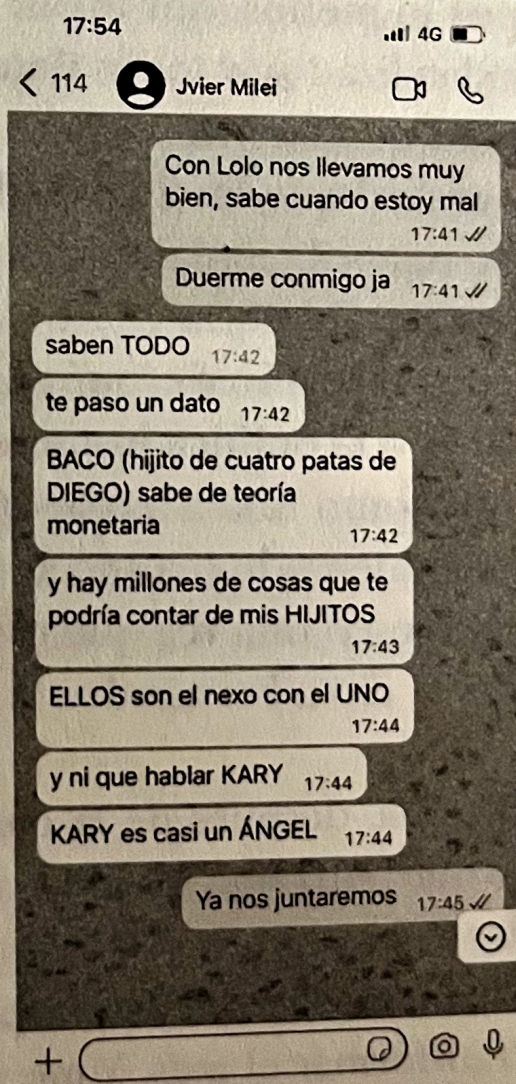 17:54
4G
114
Jvier Milei
Con Lolo nos llevamos muy
bien, sabe cuando estoy mal
17:41
Duerme conmigo ja 17:41
saben TODO 17:42
te paso un dato 17:42
BACO (hijito de cuatro patas de
DIEGO) sabe de teoría
monetaria 17:42
y hay millones de cosas que te
podría contar de mis HIJITOS
17:43
ELLOS son el nexo con el UNO
17:44
y ni que hablar KARY 17:44
KARY es casi un ÁNGEL 17:44
Ya nos juntaremos 17:45